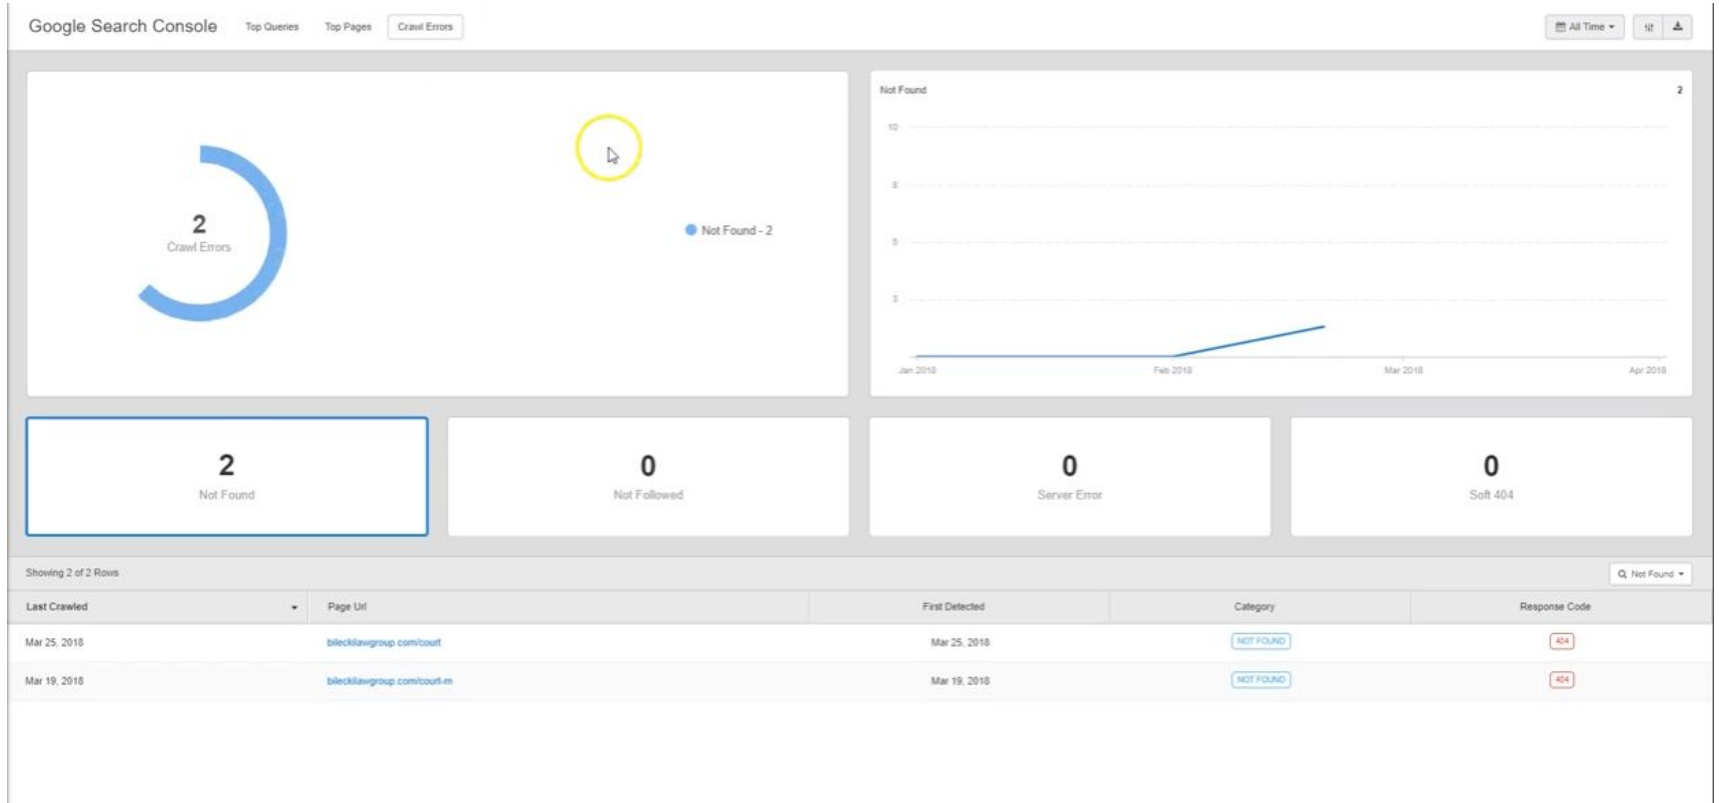 Google Search Console Top Queries Top Pages Crawl Errors All Time
2
Crawl Errors
Not Found - 2
Not Found 2
10
8
5
3
Jan 2018 Feb 2018 Mar 2018 Apr 2018
2
Not Found
0
Not Followed
0
Server Error
0
Soft 404
Showing 2 of 2 Rows Not Found
Last Crawled Page Url First Detected Category Response Code
Mar 25, 2018 bileckilawgroup.com/court Mar 25, 2018 NOT FOUND 404
Mar 19, 2018 bileckilawgroup.com/court-m Mar 19, 2018 NOT FOUND 404